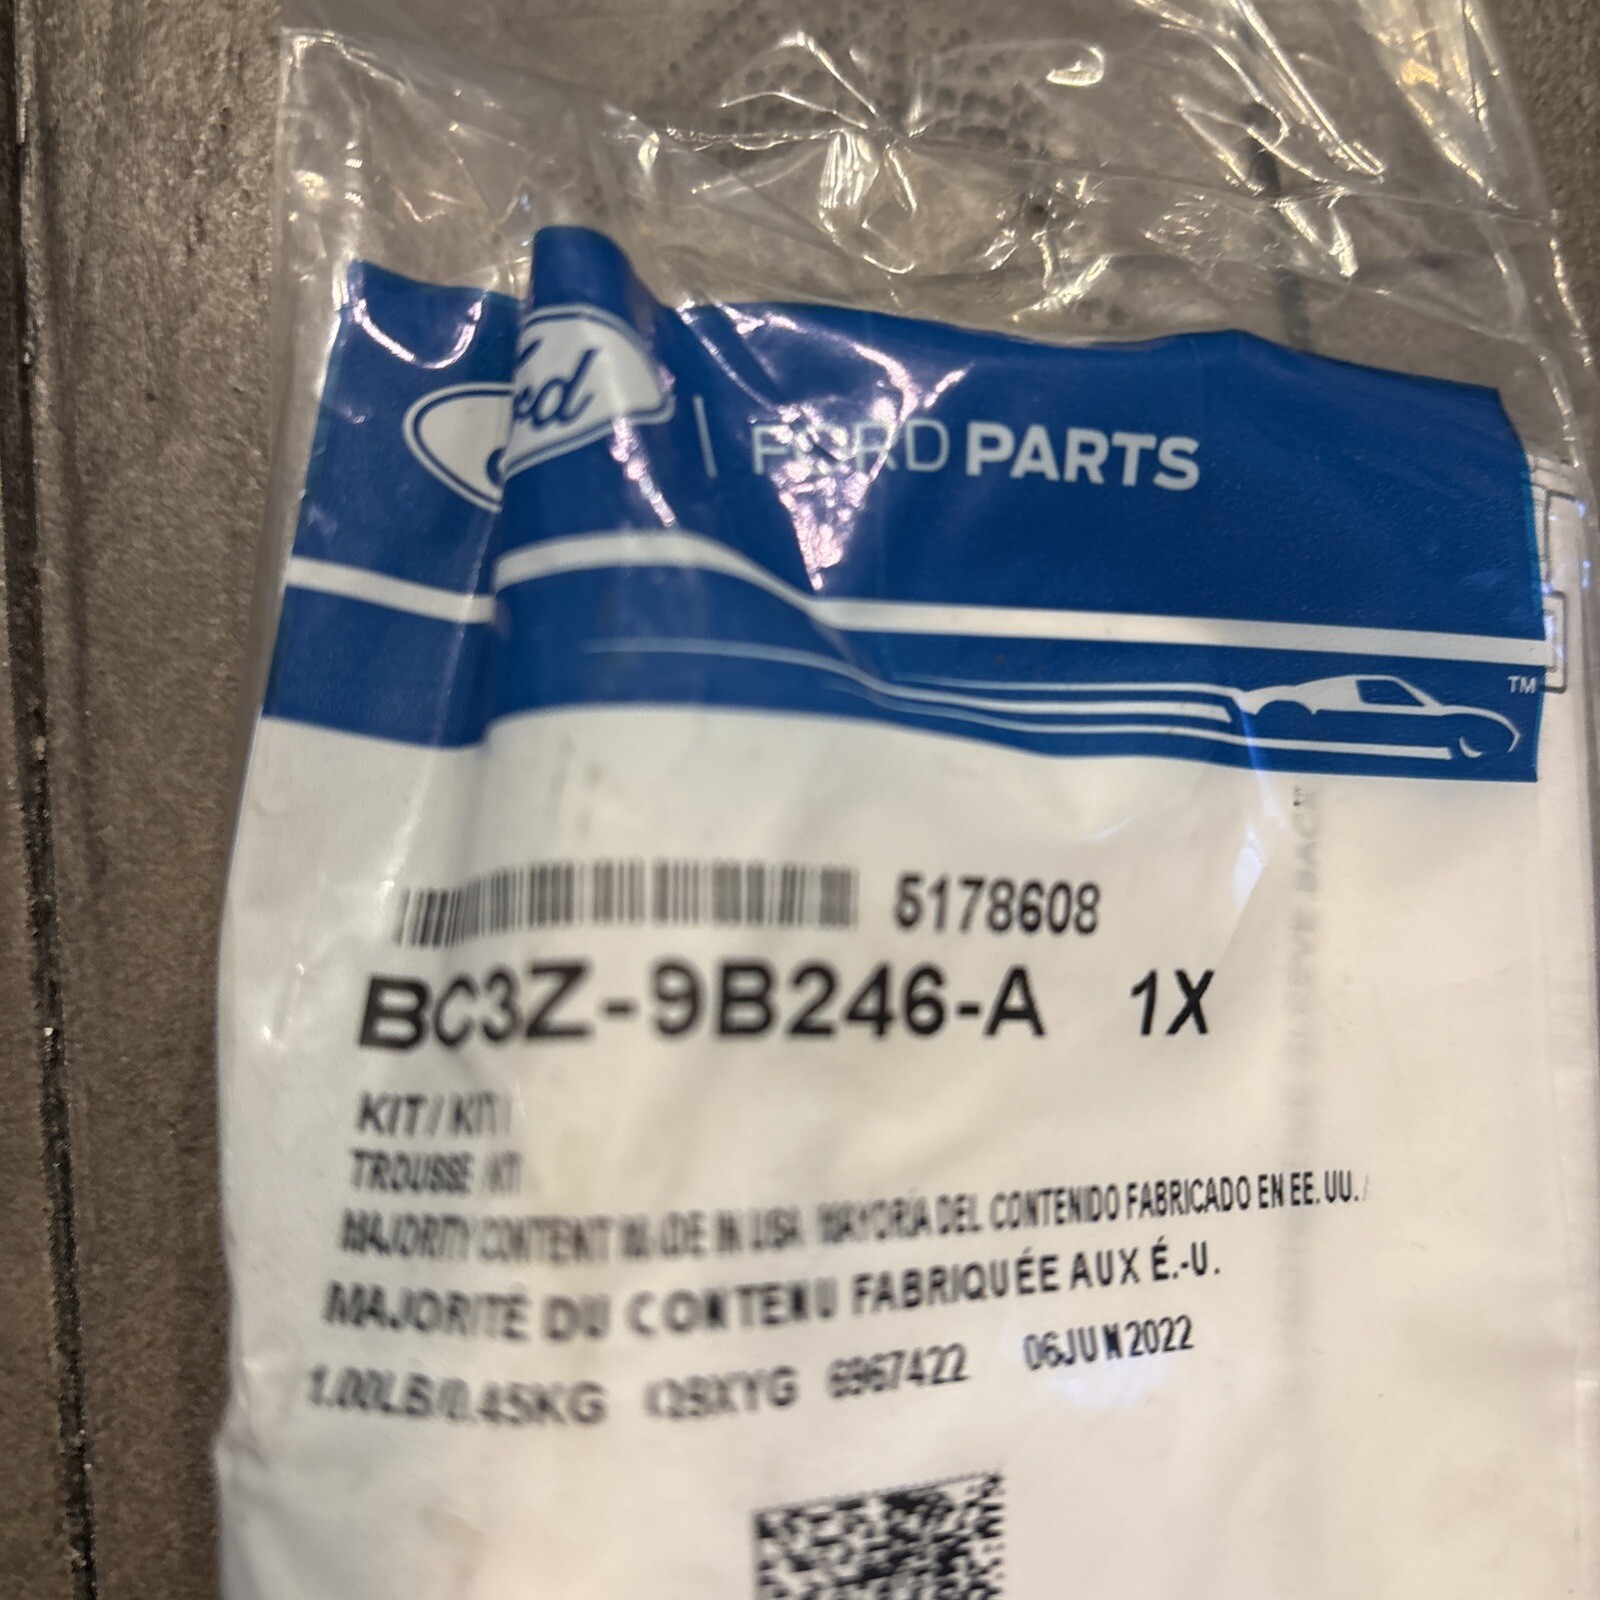 Ford | FORD PARTS
TM
5178608
BC3Z-9B246-A 1X
KIT / KIT /
TROUSSE / KIT
MAJORITY CONTENT MADE IN USA MAYORÍA DEL CONTENIDO FABRICADO EN EE. UU. /
MAJORITÉ DU CONTENU FABRIQUÉE AUX É.-U.
1.00LB/0.45KG 6967422 06JUN2022